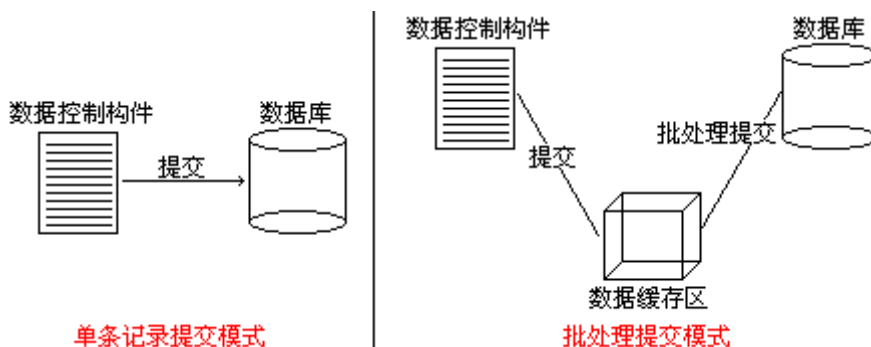 数据控制构件
数据库
提交
单条记录提交模式
数据控制构件
数据库
提交
批处理提交
数据缓存区
批处理提交模式